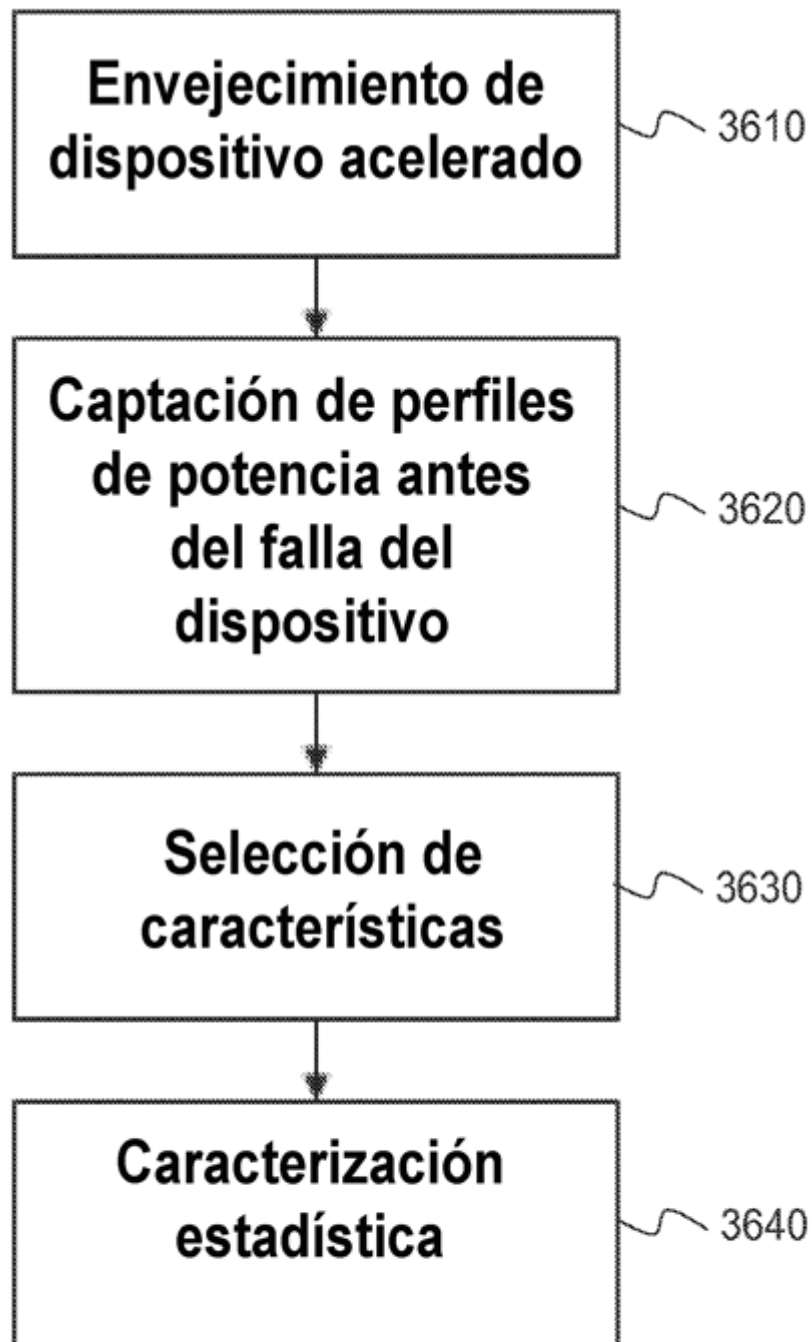 Envejecimiento de
dispositivo acelerado
3610
Captación de perfiles
de potencia antes
del falla del
dispositivo
3620
Selección de
características
3630
Caracterización
estadística
3640